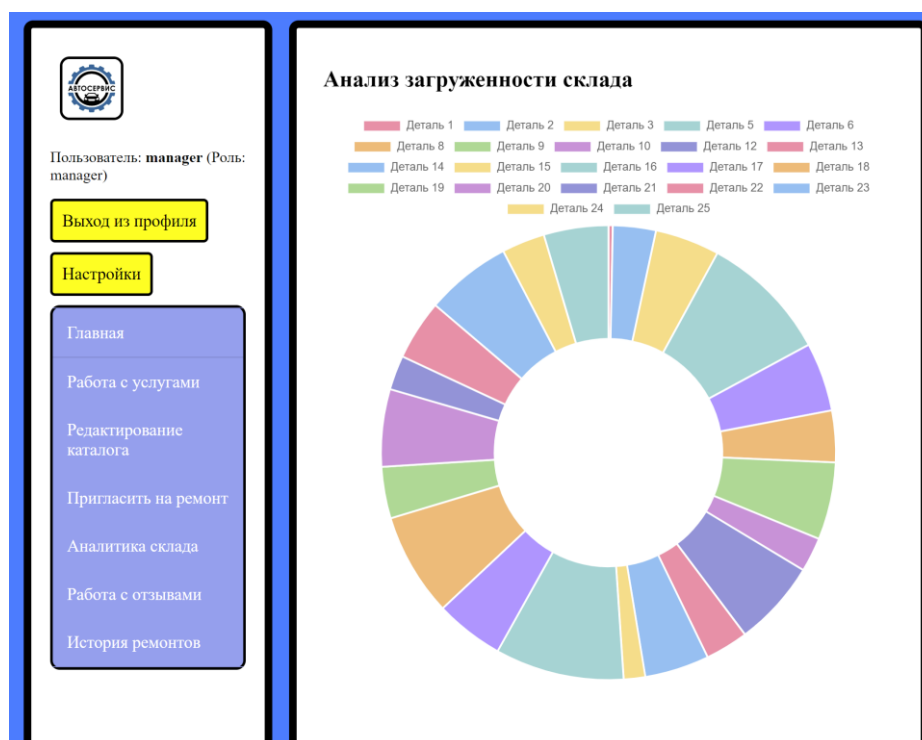 АВТОСЕРВИС
Пользователь: manager (Роль:
manager)
Выход из профиля
Настройки
Главная
Работа с услугами
Редактирование
каталога
Пригласить на ремонт
Аналитика склада
Работа с отзывами
История ремонтов
Анализ загруженности склада
Деталь 1 Деталь 2 Деталь 3 Деталь 5 Деталь 6
Деталь 8 Деталь 9 Деталь 10 Деталь 12 Деталь 13
Деталь 14 Деталь 15 Деталь 16 Деталь 17 Деталь 18
Деталь 19 Деталь 20 Деталь 21 Деталь 22 Деталь 23
Деталь 24 Деталь 25